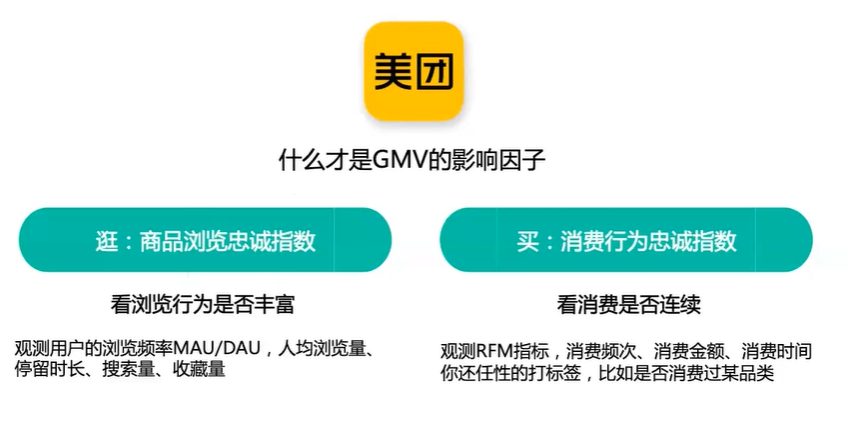 美团
什么才是GMV的影响因子
逛：商品浏览忠诚指数
买：消费行为忠诚指数
看浏览行为是否丰富
看消费是否连续
观测用户的浏览频率MAU/DAU，人均浏览量、
停留时长、搜索量、收藏量
观测RFM指标，消费频次、消费金额、消费时间
你还任性的打标签，比如是否消费过某品类